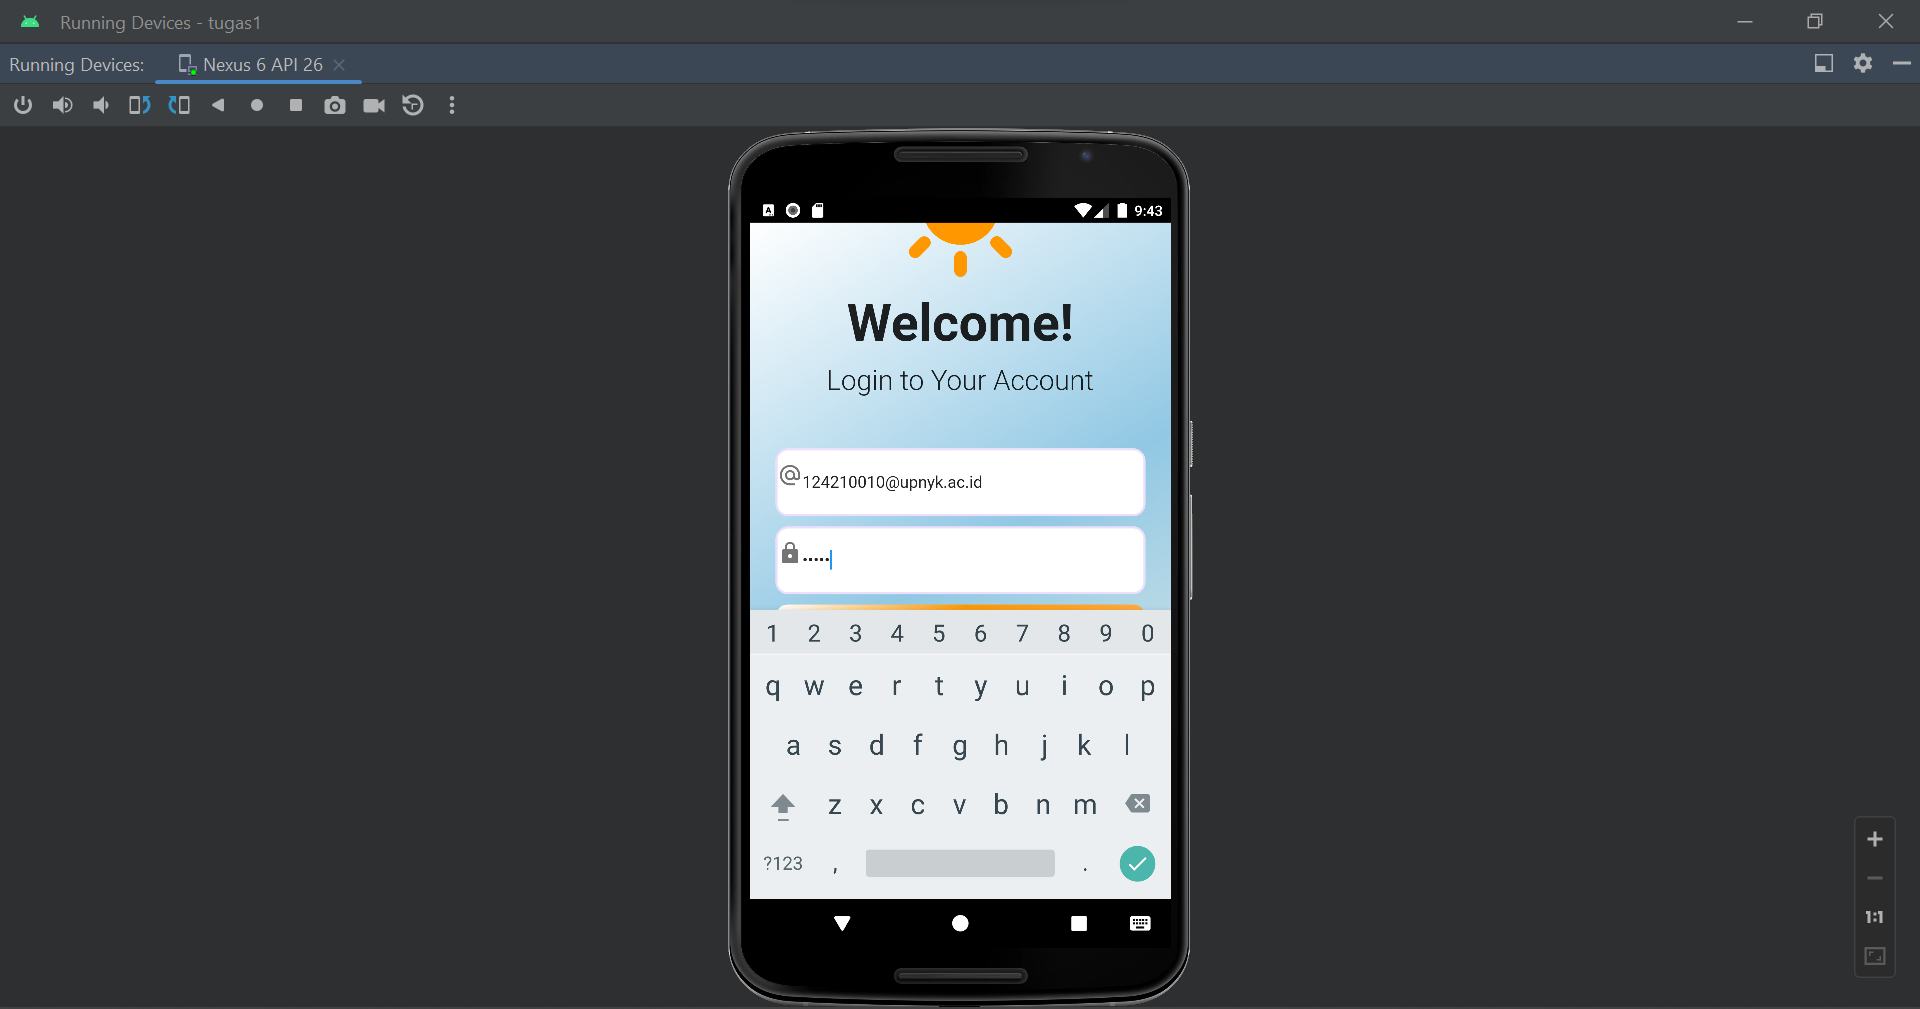 Running Devices - tugas1
Running Devices: Nexus 6 API 26
9:43
Welcome!
Login to Your Account
124210010@upnyk.ac.id
•••••
1 2 3 4 5 6 7 8 9 0
q w e r t y u i o p
a s d f g h j k l
z x c v b n m
?123 , .
1:1